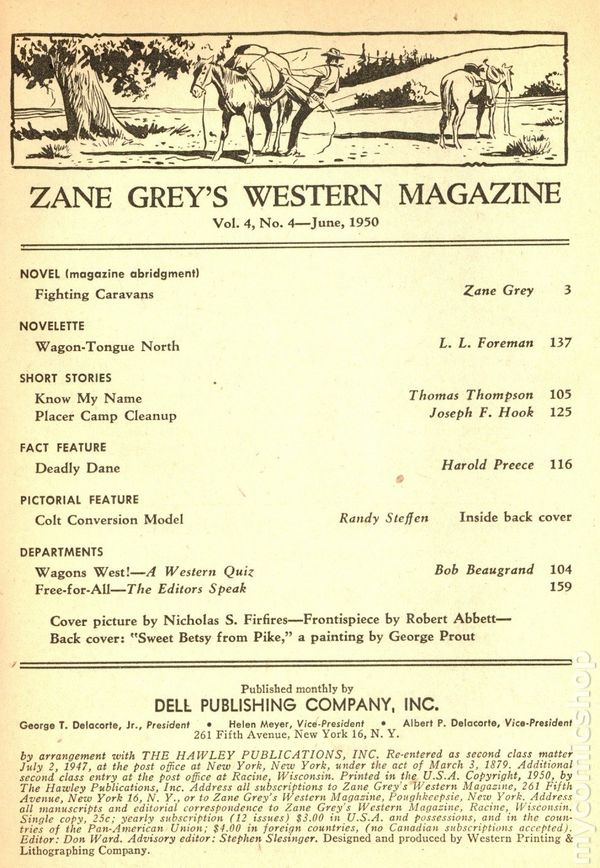 ZANE GREY'S WESTERN MAGAZINE
Vol. 4, No. 4—June, 1950
NOVEL (magazine abridgment)
Fighting Caravans Zane Grey 3
NOVELETTE
Wagon-Tongue North L. L. Foreman 137
SHORT STORIES
Know My Name Thomas Thompson 105
Placer Camp Cleanup Joseph F. Hook 125
FACT FEATURE
Deadly Dane Harold Preece 116
PICTORIAL FEATURE
Colt Conversion Model Randy Steffen Inside back cover
DEPARTMENTS
Wagons West!—A Western Quiz Bob Beaugrand 104
Free-for-All—The Editors Speak 159
Cover picture by Nicholas S. Firfires—Frontispiece by Robert Abbett—
Back cover: "Sweet Betsy from Pike," a painting by George Prout
Published monthly by
DELL PUBLISHING COMPANY, INC.
George T. Delacorte, Jr., President • Helen Meyer, Vice-President • Albert P. Delacorte, Vice-President
261 Fifth Avenue, New York 16, N. Y.
by arrangement with THE HAWLEY PUBLICATIONS, INC. Re-entered as second class matter
July 2, 1947, at the post office at New York, New York, under the act of March 3, 1879. Additional
second class entry at the post office at Racine, Wisconsin. Printed in the U.S.A. Copyright, 1950, by
The Hawley Publications, Inc. Address all subscriptions to Zane Grey's Western Magazine, 261 Fifth
Avenue, New York 16, N. Y., or to Zane Grey's Western Magazine, Poughkeepsie, New York. Address
all manuscripts and editorial correspondence to Zane Grey's Western Magazine, Racine, Wisconsin.
Single copy, 25c; yearly subscription (12 issues) $3.00 in U.S.A. and possessions, and in the coun-
tries of the Pan-American Union; $4.00 in foreign countries, (no Canadian subscriptions accepted).
Editor: Don Ward. Advisory editor: Stephen Slesinger. Designed and produced by Western Printing &
Lithographing Company.
mycomicshop